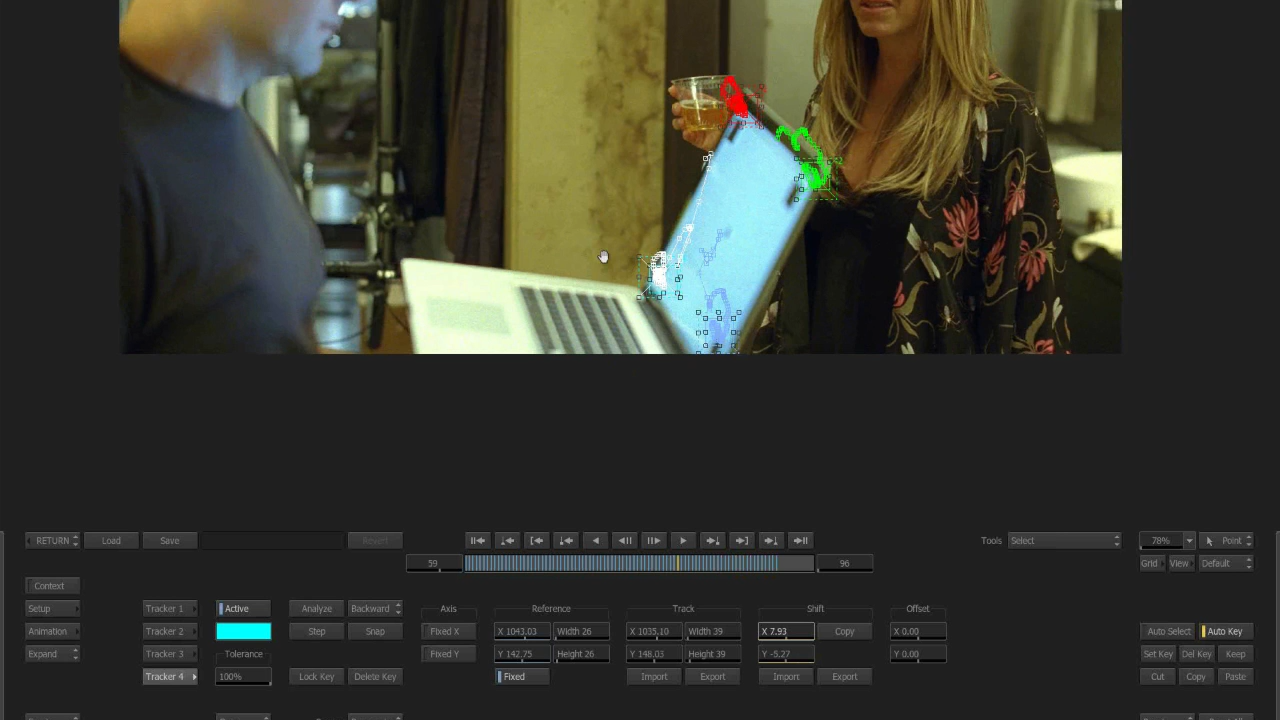 RETURN Load Save Revert Tools Select 78% Point
59 96 Grid View Default
Context
Setup Tracker 1 Active Analyze Backward Axis Reference Track Shift Offset
Animation Tracker 2 Step Snap Fixed X X 1043.03 Width 26 X 1035.10 Width 39 X 7.93 Copy X 0.00 Auto Select Auto Key
Expand Tracker 3 Tolerance Fixed Y Y 142.75 Height 26 Y 148.03 Height 39 Y -5.27 Y 0.00 Set Key Del Key Keep
Tracker 4 100% Lock Key Delete Key Fixed Import Export Import Export Cut Copy Paste